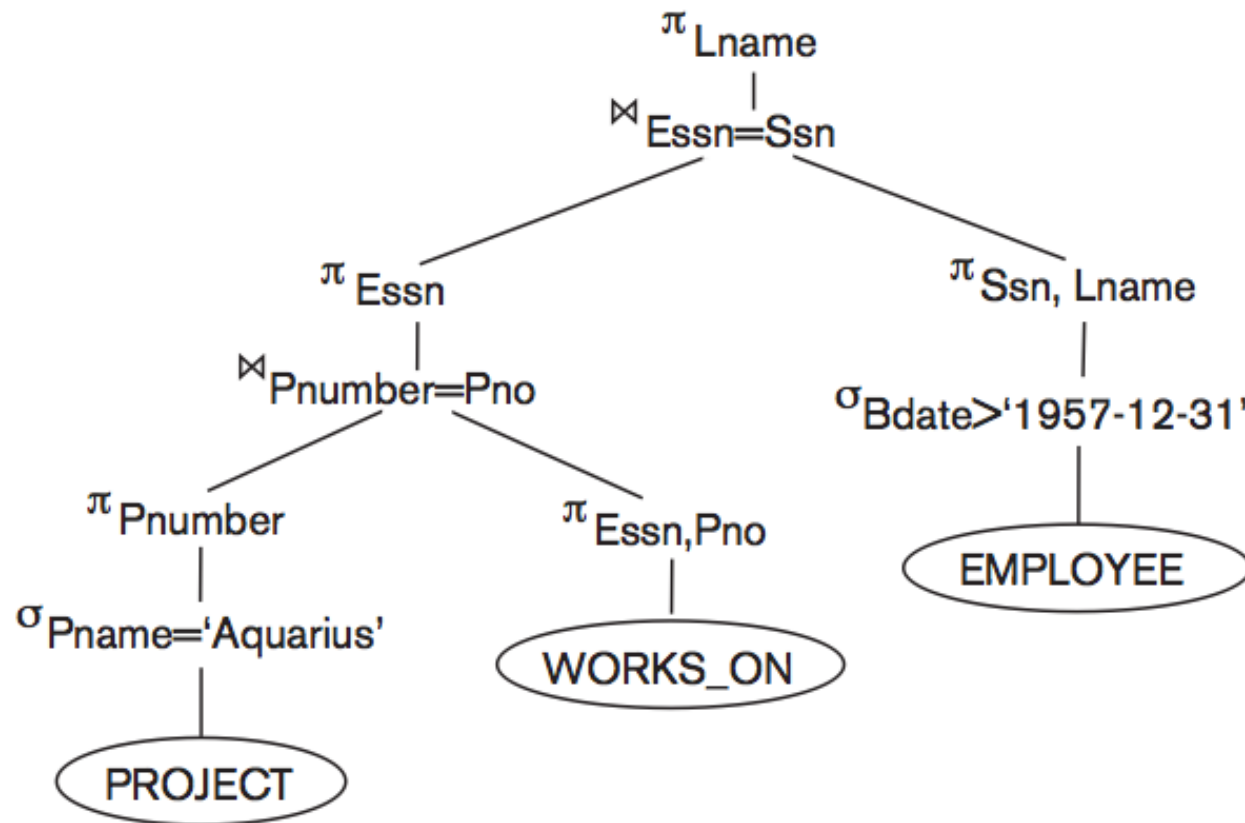 π Lname
⋈ Essn=Ssn
π Essn
π Ssn, Lname
⋈ Pnumber=Pno
σ Bdate>‘1957-12-31’
π Pnumber
π Essn,Pno
EMPLOYEE
σ Pname=‘Aquarius’
WORKS_ON
PROJECT